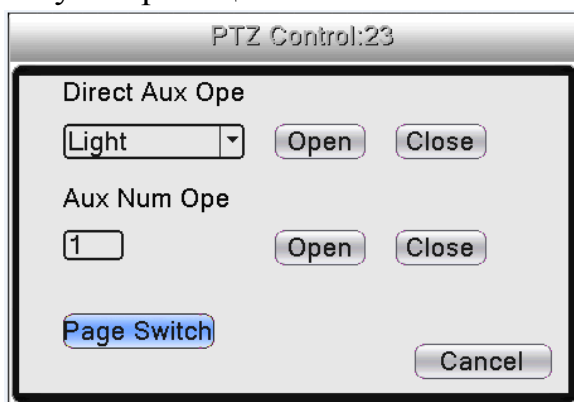 PTZ Control:23
Direct Aux Ope
Light Open Close
Aux Num Ope
1 Open Close
Page Switch
Cancel